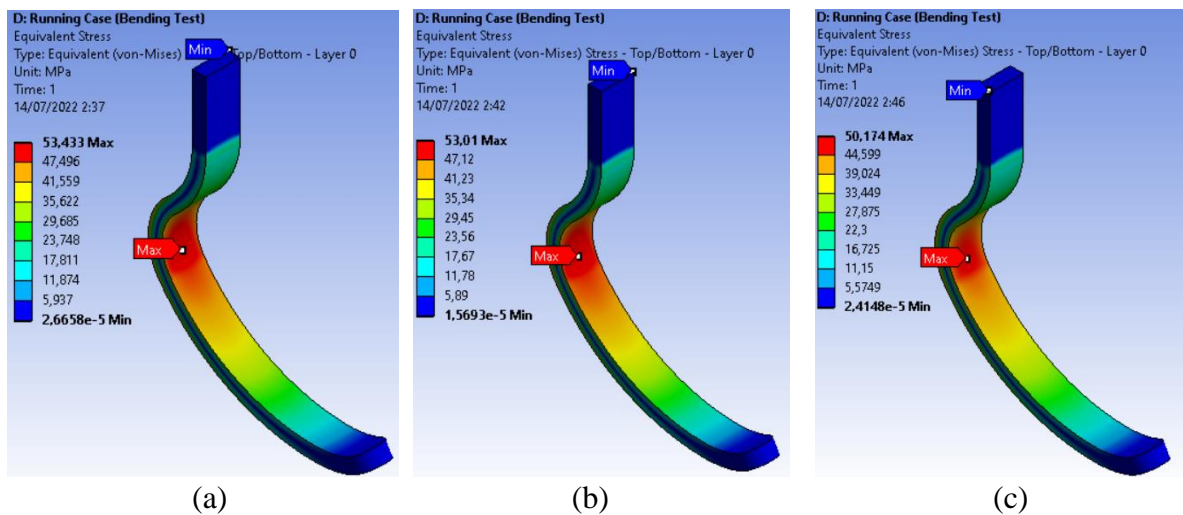 D: Running Case (Bending Test)
Equivalent Stress
Type: Equivalent (von-Mises) Top/Bottom - Layer 0
Unit: MPa
Time: 1
14/07/2022 2:37
Min
53,433 Max
47,496
41,559
35,622
29,685
23,748
17,811
11,874
5,937
2,6658e-5 Min
Max
(a)
D: Running Case (Bending Test)
Equivalent Stress
Type: Equivalent (von-Mises) Stress - Top/Bottom - Layer 0
Unit: MPa
Time: 1
14/07/2022 2:42
Min
53,01 Max
47,12
41,23
35,34
29,45
23,56
17,67
11,78
5,89
1,5693e-5 Min
Max
(b)
D: Running Case (Bending Test)
Equivalent Stress
Type: Equivalent (von-Mises) Stress - Top/Bottom - Layer 0
Unit: MPa
Time: 1
14/07/2022 2:46
Min
50,174 Max
44,599
39,024
33,449
27,875
22,3
16,725
11,15
5,5749
2,4148e-5 Min
Max
(c)